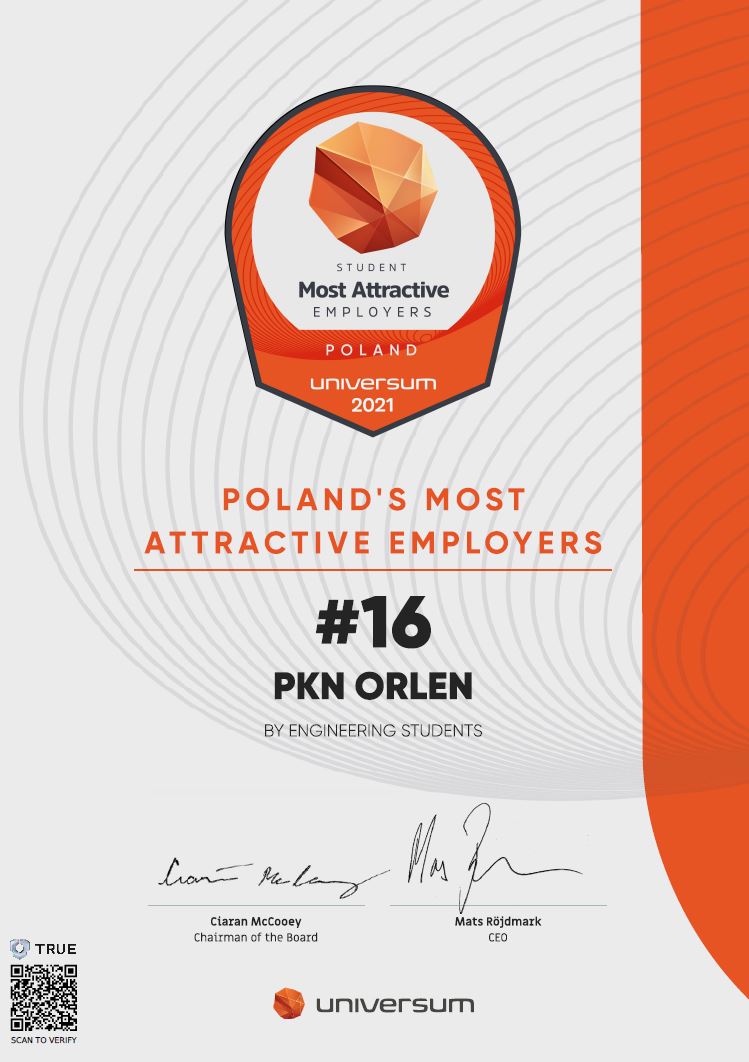 STUDENT
Most Attractive
EMPLOYERS
POLAND
universum
2021
POLAND'S MOST
ATTRACTIVE EMPLOYERS
#16
PKN ORLEN
BY ENGINEERING STUDENTS
Ciaran McCooey
Chairman of the Board
Mats Röjdmark
CEO
TRUE
SCAN TO VERIFY
universum